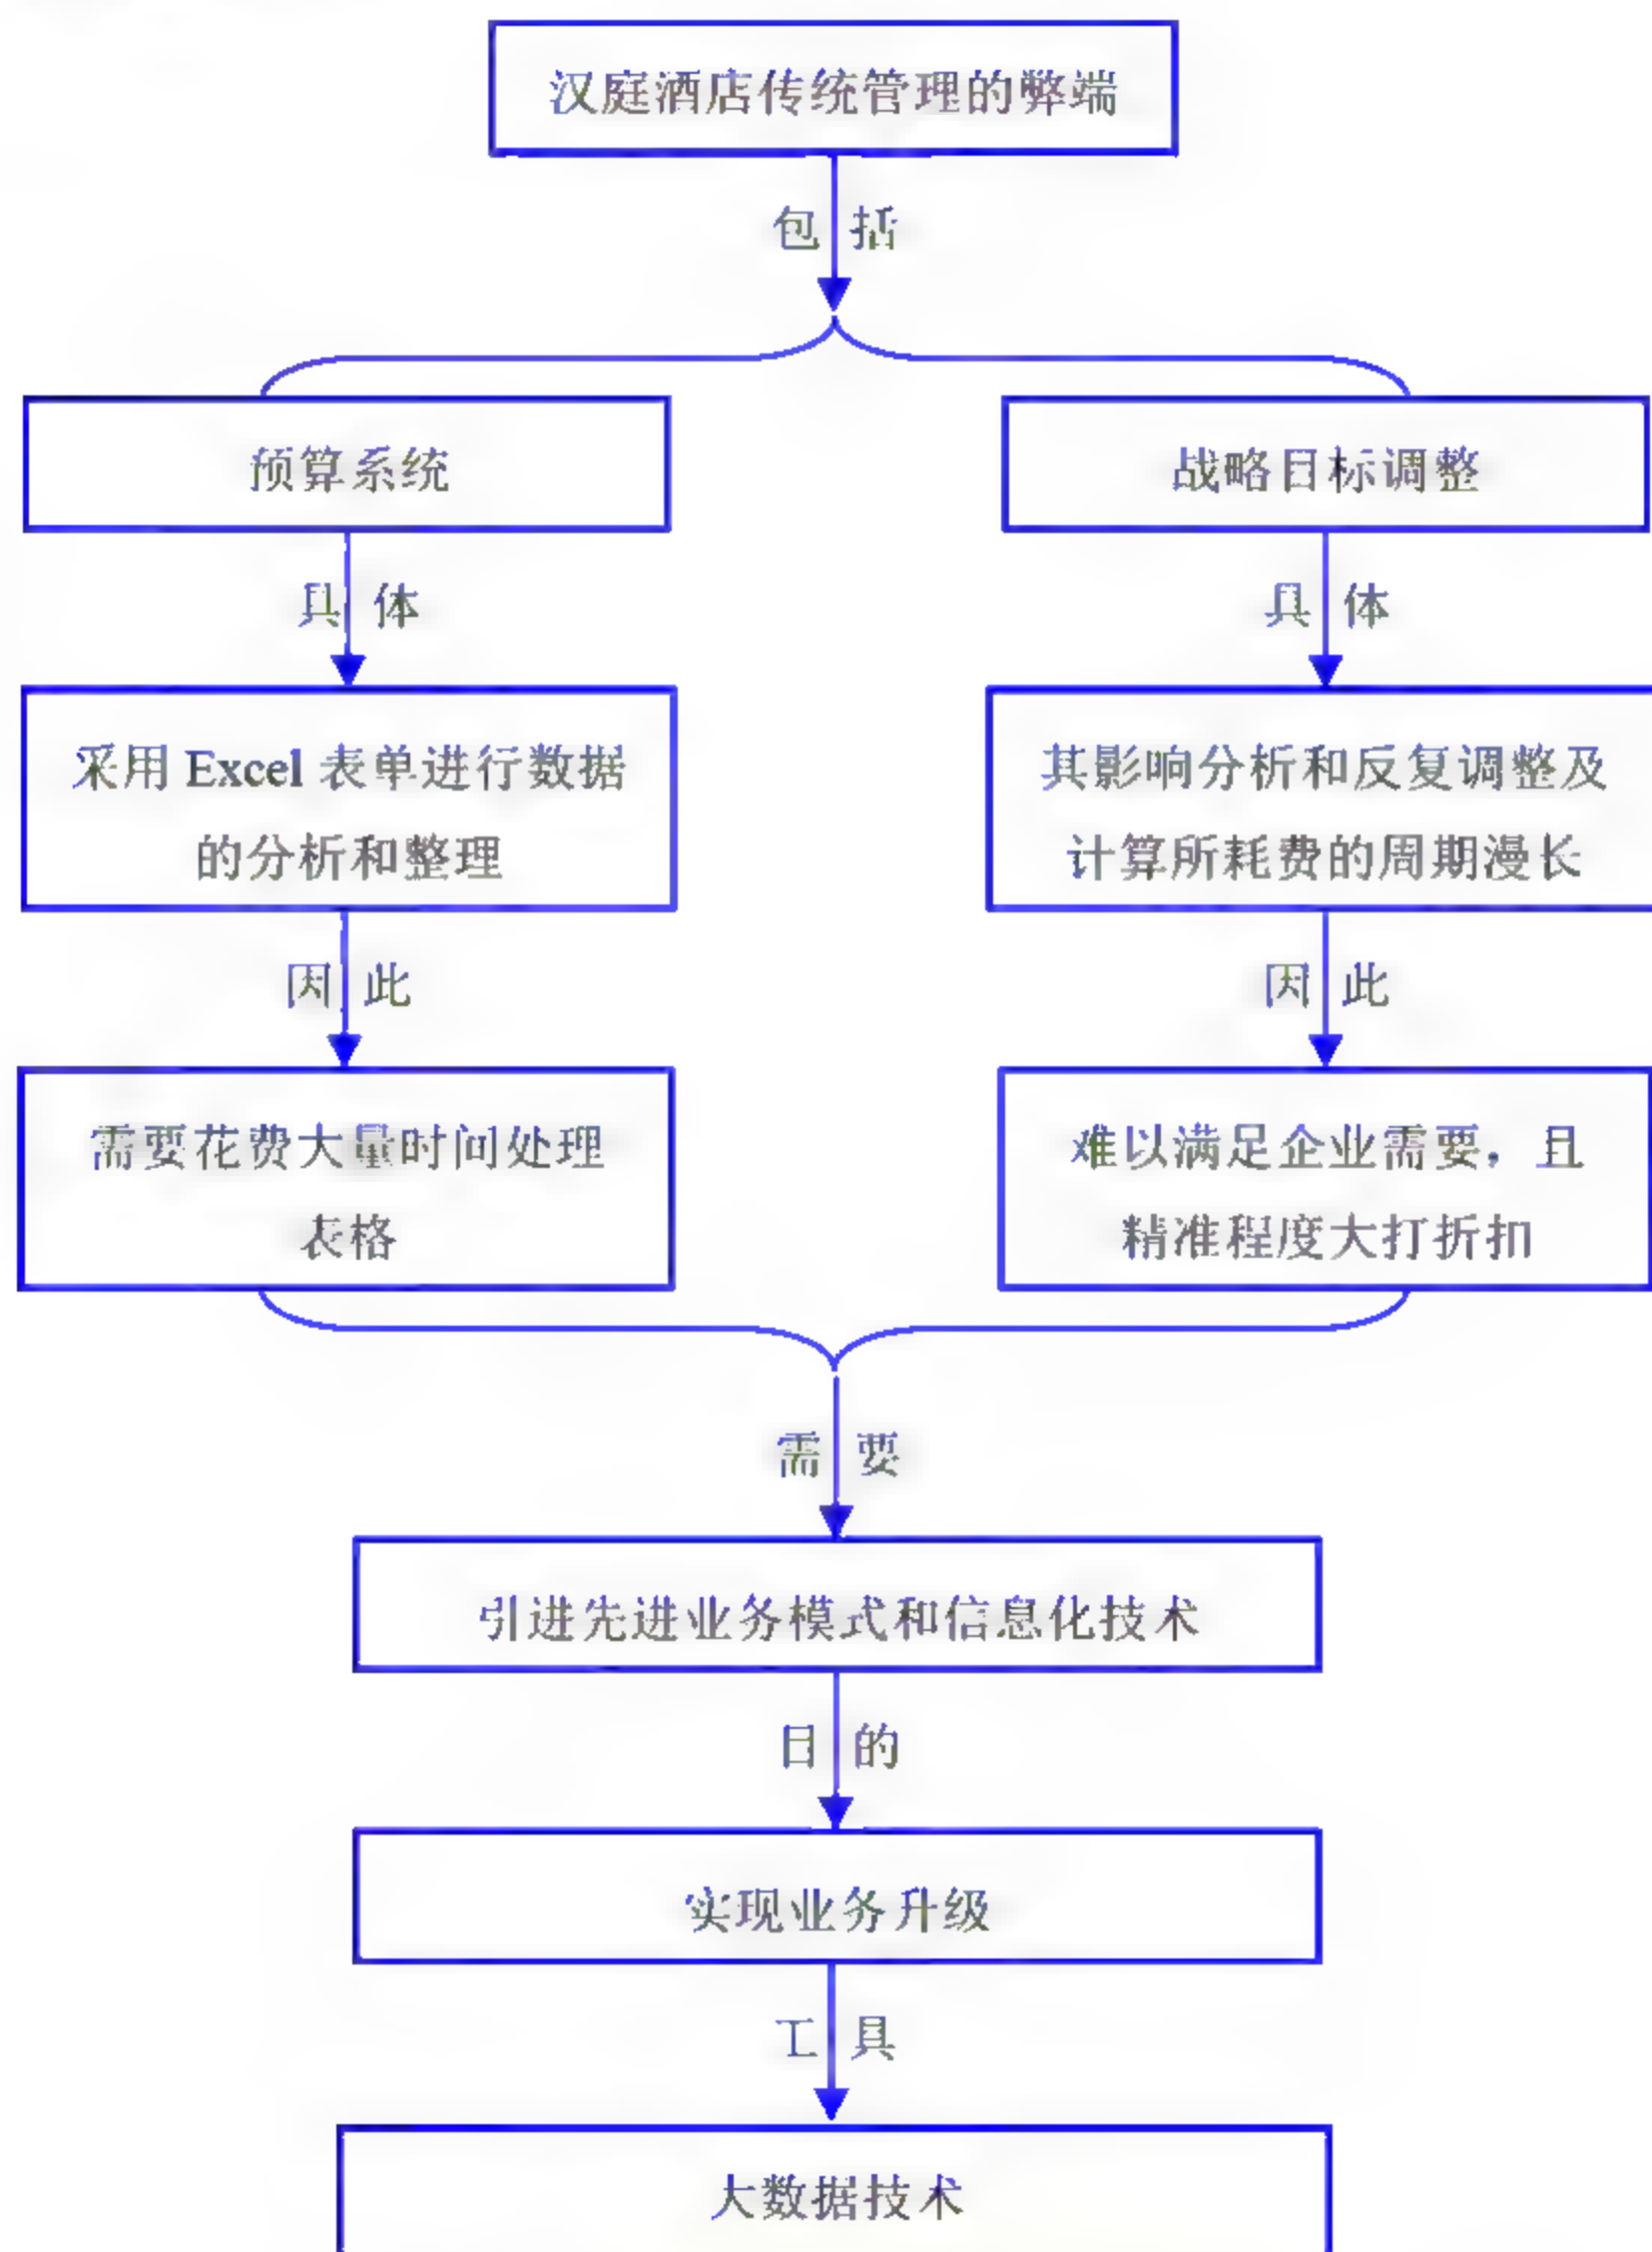 汉庭酒店传统管理的弊端
包括
预算系统
战略目标调整
具体
具体
采用 Excel 表单进行数据
的分析和整理
其影响分析和反复调整及
计算所耗费的周期漫长
因此
因此
需要花费大量时间处理
表格
难以满足企业需要，且
精准程度大打折扣
需要
引进先进业务模式和信息化技术
目的
实现业务升级
工具
大数据技术